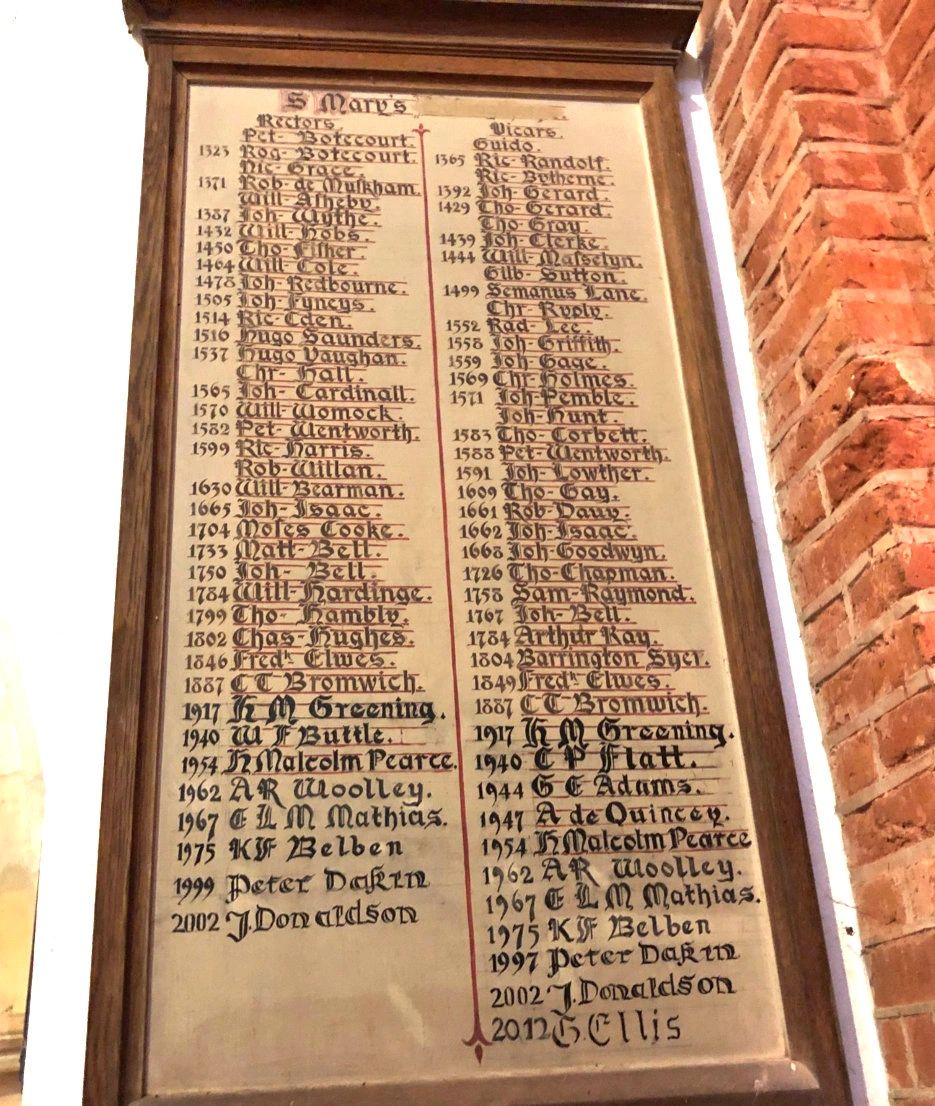 St Mary's
Rectors.
Pet- Botecourt.
1323 Rog- Botecourt.
Nic- Grace.
1371 Rob- de Muskham.
Will- Asheby.
1387 Joh- Wythe.
1432 Will- Hobs.
1450 Tho- Fisher.
1464 Will- Cole.
1478 Joh- Redbourne.
1505 Joh- Fyneys.
1514 Ric- Eden.
1516 Hugo Saunders.
1537 Hugo Vaughan.
Chr- Hall.
1565 Joh- Cardinall.
1570 Will- Womock.
1582 Pet- Wentworth.
1599 Ric- Harris.
Rob- Witlan.
1630 Will- Bearman.
1665 Joh- Isaac.
1704 Moses Cooke.
1733 Matt- Bell.
1750 Joh- Bell.
1784 Will- Hardinge.
1799 Tho- Hambly.
1802 Chas- Hughes.
1846 Fredk Elwes.
1887 C T Bromwich.
1917 H M Greening.
1940 W F Buttle.
1954 H Malcolm Pearce.
1962 A R Woolley.
1967 E L M Mathias.
1975 K F Belben
1999 Peter Dakin
2002 J. Donaldson
Vicars.
Guido.
1365 Ric- Randolf.
Ric- Bytherne.
1392 Joh- Gerard.
1429 Tho- Gerard.
Tho- Gray.
1439 Joh- Clerke.
1444 Will- Masselyn.
Gilb- Sutton.
1499 Semanus Lane.
Chr- Ryply.
1552 Rad- Lee.
1558 Joh- Griffith.
1559 Joh- Gage.
1569 Chr- Holmes.
1571 Joh- Pemble.
Joh- Hunt.
1583 Tho- Corbett.
1588 Pet- Wentworth.
1591 Joh- Lowther.
1609 Tho- Gay.
1661 Rob- Davy.
1662 Joh- Isaac.
1668 Joh- Goodwyn.
1726 Tho- Chapman.
1758 Sam- Raymond.
1767 Joh- Bell.
1784 Arthur Kay.
1804 Barrington Syer.
1849 Fredk Elwes.
1887 C T Bromwich.
1917 H M Greening.
1940 C P Flatt.
1944 G E Adams.
1947 A de Quincey.
1954 H Malcolm Pearce
1962 A R Woolley.
1967 E L M Mathias.
1975 K F Belben
1997 Peter Dakin
2002 J. Donaldson
2012 G. Ellis